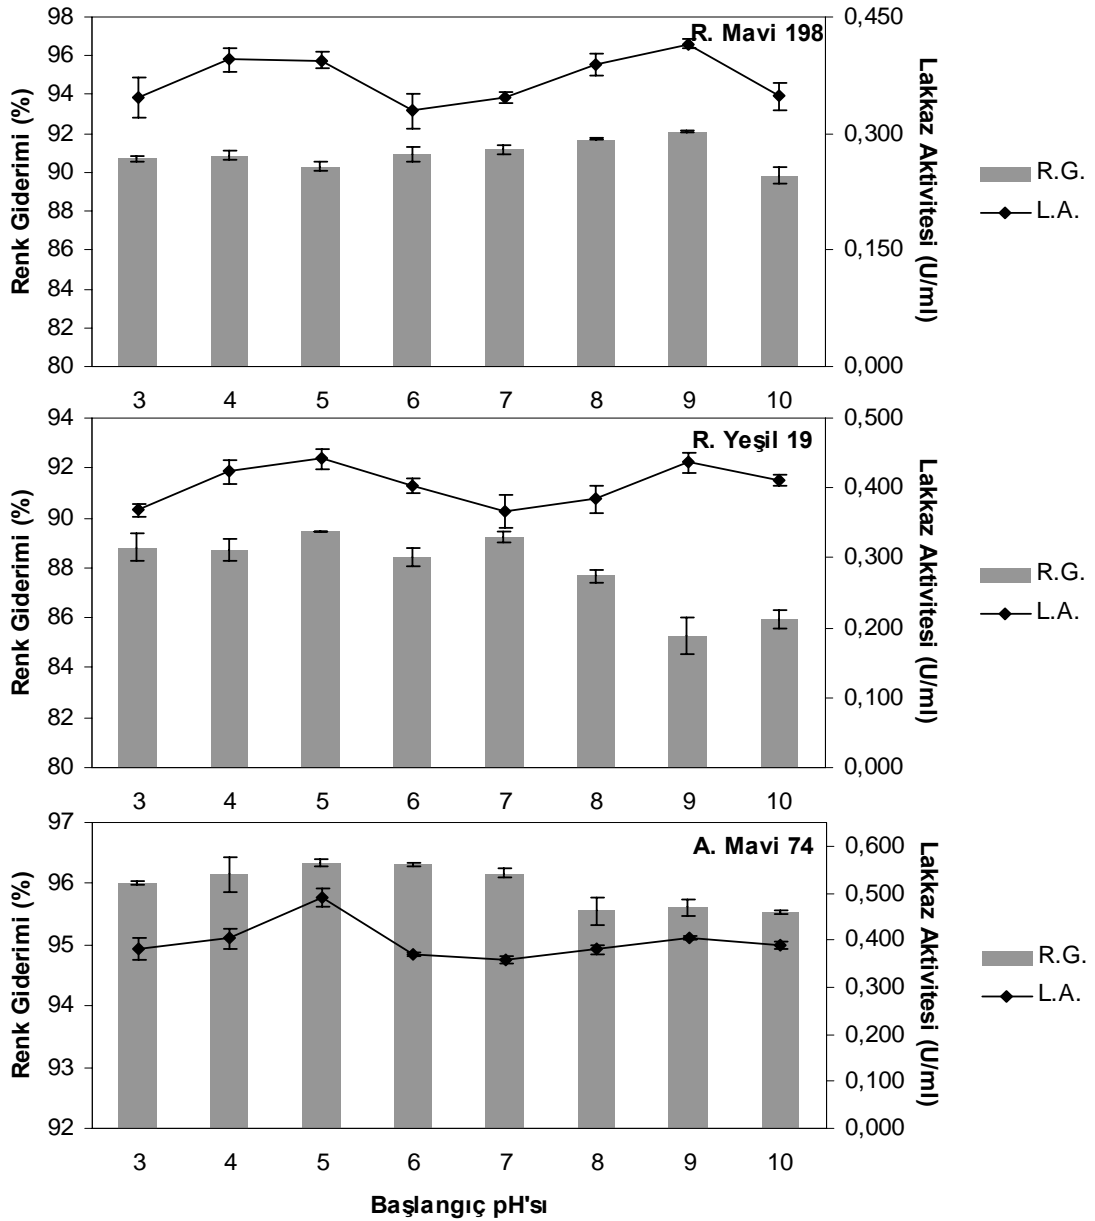 R. Mavi 198
Renk Giderimi (%)
98
96
94
92
90
88
86
84
82
80
0,450
0,300
0,150
0,000
Lakkaz Aktivitesi (U/ml)
R.G.
L.A.
3 4 5 6 7 8 9 10
R. Yeşil 19
Renk Giderimi (%)
94
92
90
88
86
84
82
80
0,500
0,400
0,300
0,200
0,100
0,000
Lakkaz Aktivitesi (U/ml)
R.G.
L.A.
3 4 5 6 7 8 9 10
A. Mavi 74
Renk Giderimi (%)
97
96
95
94
93
92
0,600
0,500
0,400
0,300
0,200
0,100
0,000
Lakkaz Aktivitesi (U/ml)
R.G.
L.A.
3 4 5 6 7 8 9 10
Başlangıç pH'sı